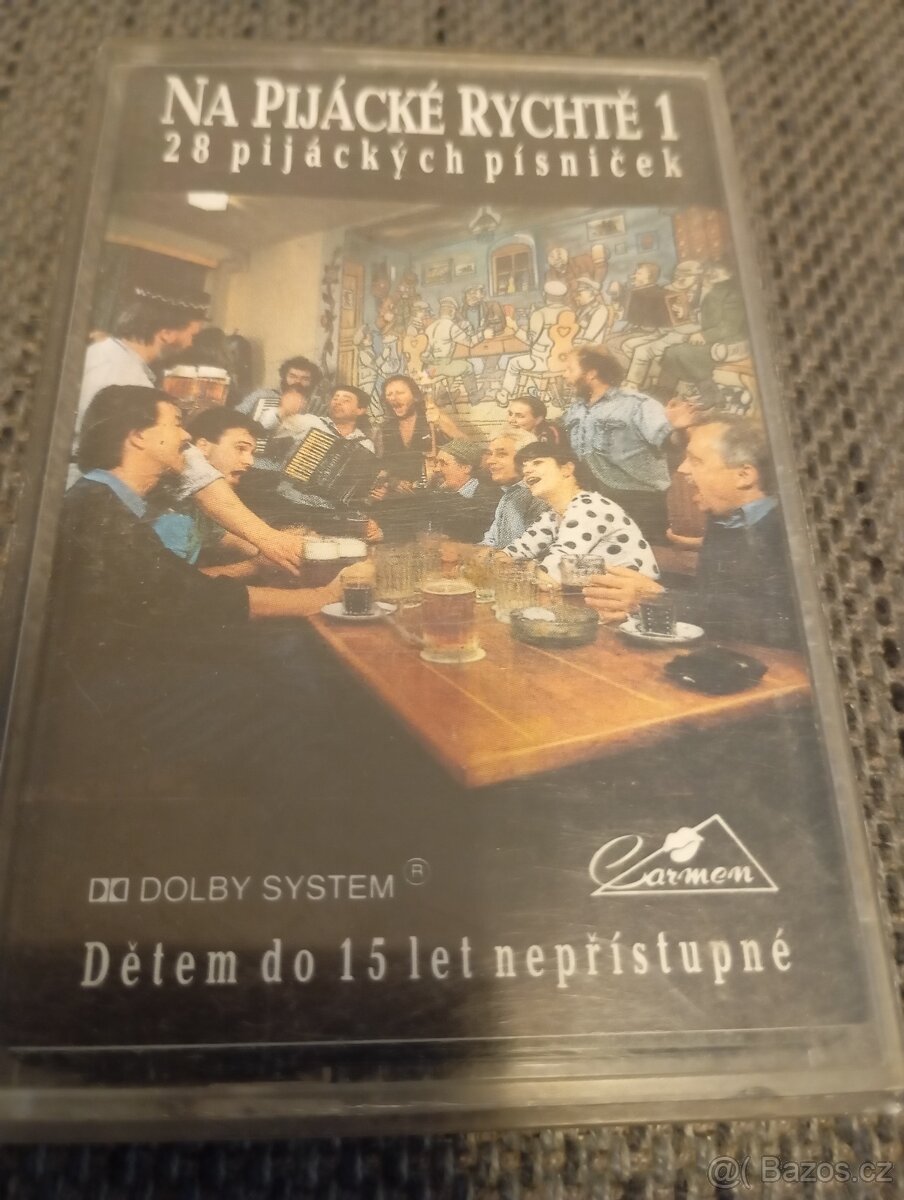 NA PIJÁCKÉ RYCHTĚ 1
28 pijáckých písniček
Carmen
DOLBY SYSTEM ®
Dětem do 15 let nepřístupné
@( Bazos.cz